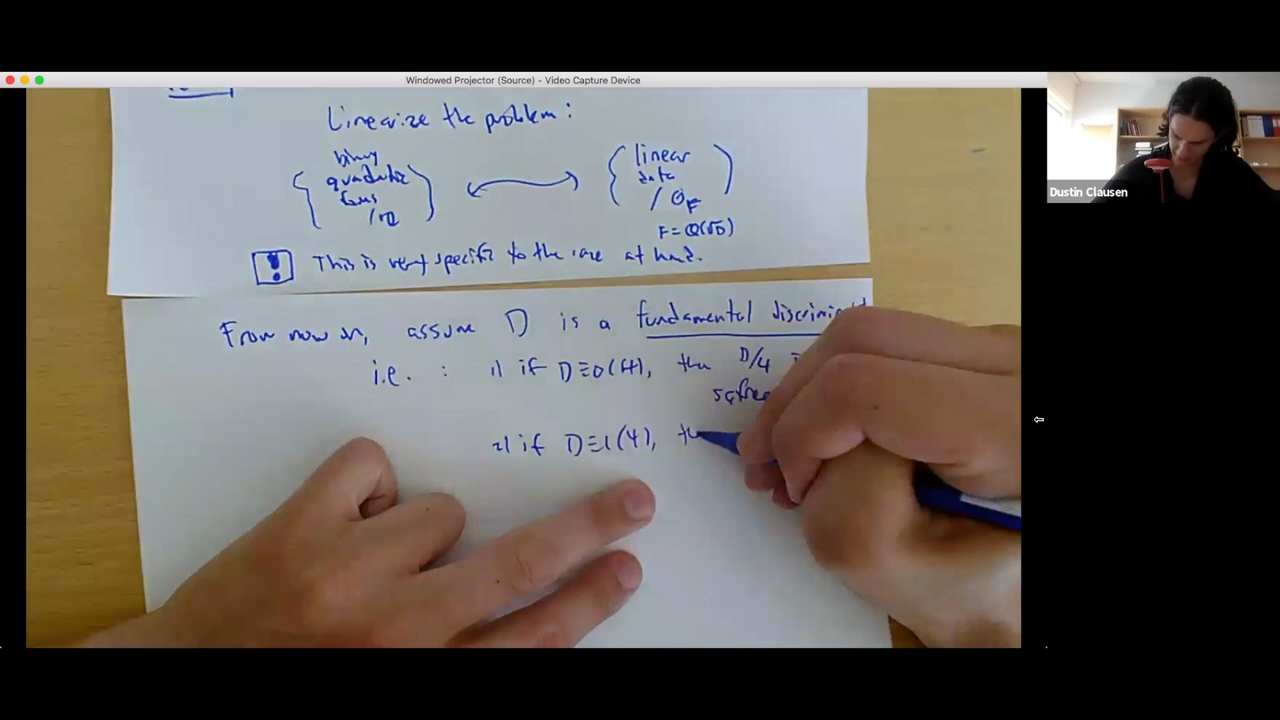 Windowed Projector (Source) - Video Capture Device
Linearize the problem:
binary
quadratic
forms
linear
data
/ O_F
F = Q(√D)
This is very specific to the case at hand.
Dustin Clausen
From now on, assume D is a fundamental discriminant
i.e. : 1) if D≡0(4), then D/4
sqfree
2) if D≡1(4), th